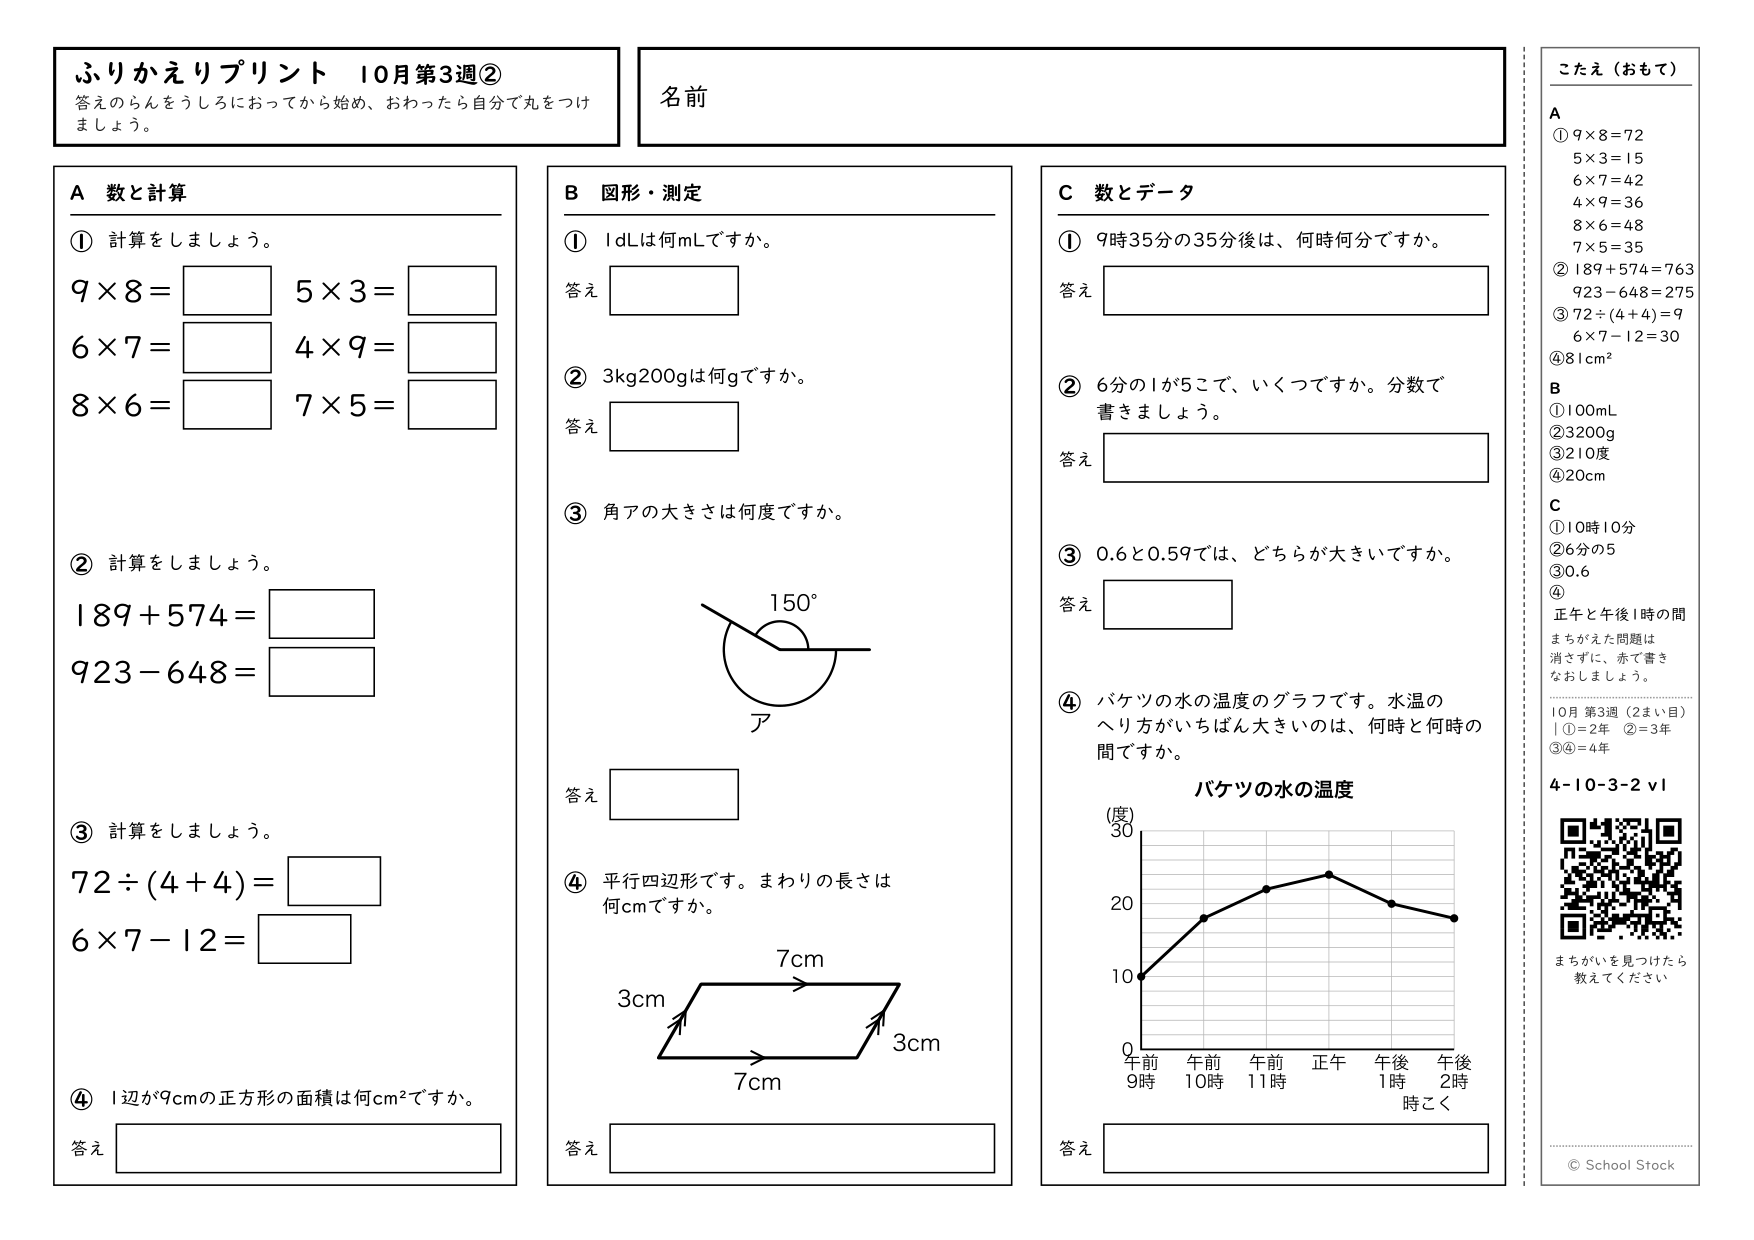 ふりかえりプリント　10月第3週②
答えのらんをうしろにおってから始め、おわったら自分で丸をつけ
ましょう。
名前
A　数と計算
① 計算をしましょう。
9×8＝　5×3＝
6×7＝　4×9＝
8×6＝　7×5＝
② 計算をしましょう。
189＋574＝
923－648＝
③ 計算をしましょう。
72÷(4＋4)＝
6×7－12＝
④ 1辺が9cmの正方形の面積は何cm²ですか。
答え
B　図形・測定
① 1dLは何mLですか。
答え
② 3kg200gは何gですか。
答え
③ 角アの大きさは何度ですか。
150°
ア
答え
④ 平行四辺形です。まわりの長さは
何cmですか。
7cm
3cm
3cm
7cm
答え
C　数とデータ
① 9時35分の35分後は、何時何分ですか。
答え
② 6分の1が5こで、いくつですか。分数で
書きましょう。
答え
③ 0.6と0.59では、どちらが大きいですか。
答え
④ バケツの水の温度のグラフです。水温の
へり方がいちばん大きいのは、何時と何時の
間ですか。
バケツの水の温度
(度)
30
20
10
0
午前 午前 午前 正午 午後 午後
9時 10時 11時 1時 2時
時こく
答え
こたえ（おもて）
A
① 9×8＝72
5×3＝15
6×7＝42
4×9＝36
8×6＝48
7×5＝35
② 189＋574＝763
923－648＝275
③ 72÷(4＋4)＝9
6×7－12＝30
④81cm²
B
①100mL
②3200g
③210度
④20cm
C
①10時10分
②6分の5
③0.6
④
正午と午後1時の間
まちがえた問題は
消さずに、赤で書き
なおしましょう。
10月 第3週（2まい目）
｜①＝2年　②＝3年
③④＝4年
4-10-3-2 v1
まちがいを見つけたら
教えてください
© School Stock